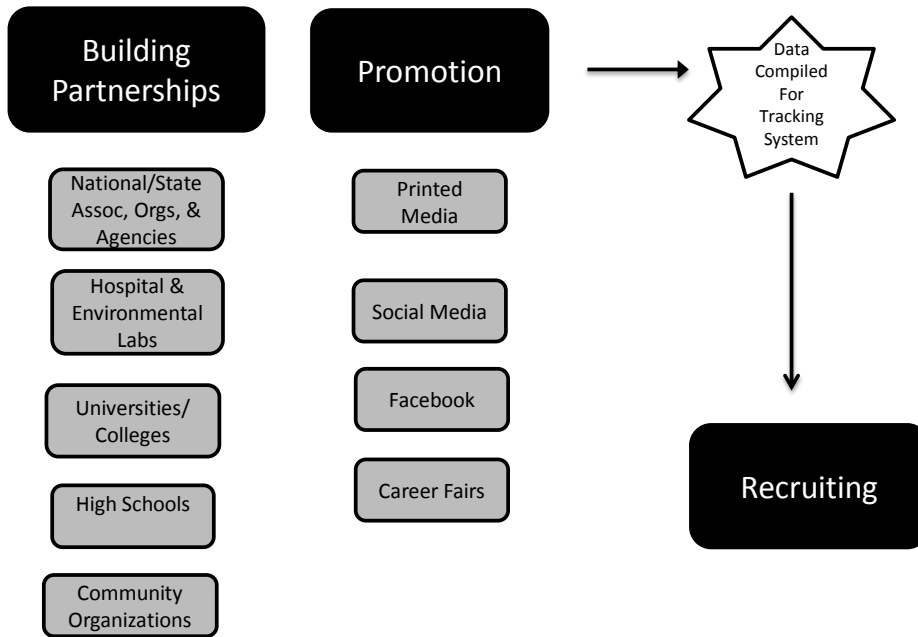 Building
Partnerships
National/State
Assoc, Orgs, &
Agencies
Hospital &
Environmental
Labs
Universities/
Colleges
High Schools
Community
Organizations
Promotion
Printed
Media
Social Media
Facebook
Career Fairs
Data
Compiled
For
Tracking
System
Recruiting